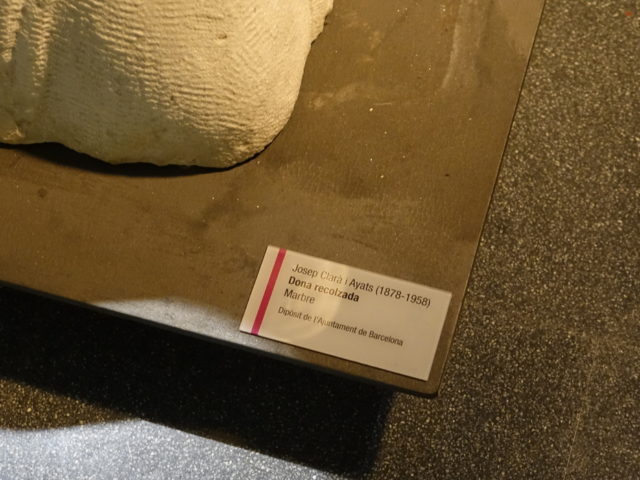 Josep Clarà i Ayats (1878-1958)
Dona recolzada
Marbre
Dipòsit de l'Ajuntament de Barcelona